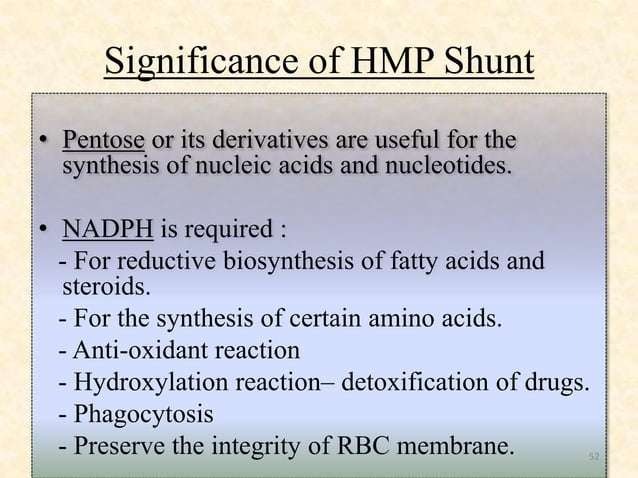 Significance of HMP Shunt
• Pentose or its derivatives are useful for the
synthesis of nucleic acids and nucleotides.
• NADPH is required :
- For reductive biosynthesis of fatty acids and
steroids.
- For the synthesis of certain amino acids.
- Anti-oxidant reaction
- Hydroxylation reaction– detoxification of drugs.
- Phagocytosis
- Preserve the integrity of RBC membrane.
52